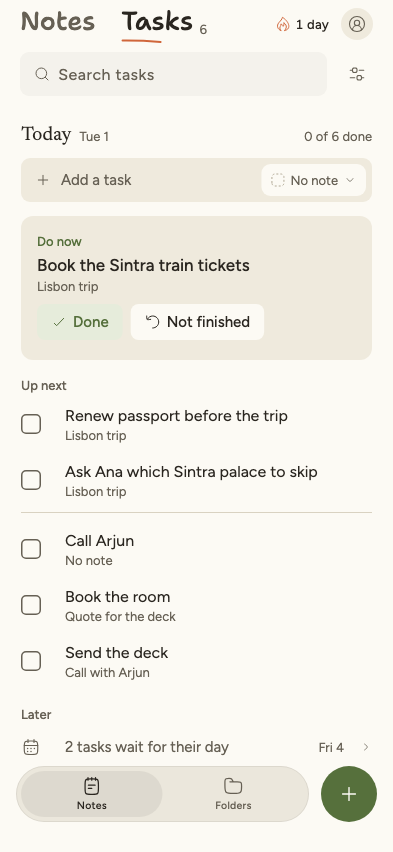 Notes Tasks 6 1 day
Search tasks
Today Tue 1 0 of 6 done
Add a task No note
Do now
Book the Sintra train tickets
Lisbon trip
Done Not finished
Up next
Renew passport before the trip
Lisbon trip
Ask Ana which Sintra palace to skip
Lisbon trip
Call Arjun
No note
Book the room
Quote for the deck
Send the deck
Call with Arjun
Later
2 tasks wait for their day Fri 4
Notes Folders